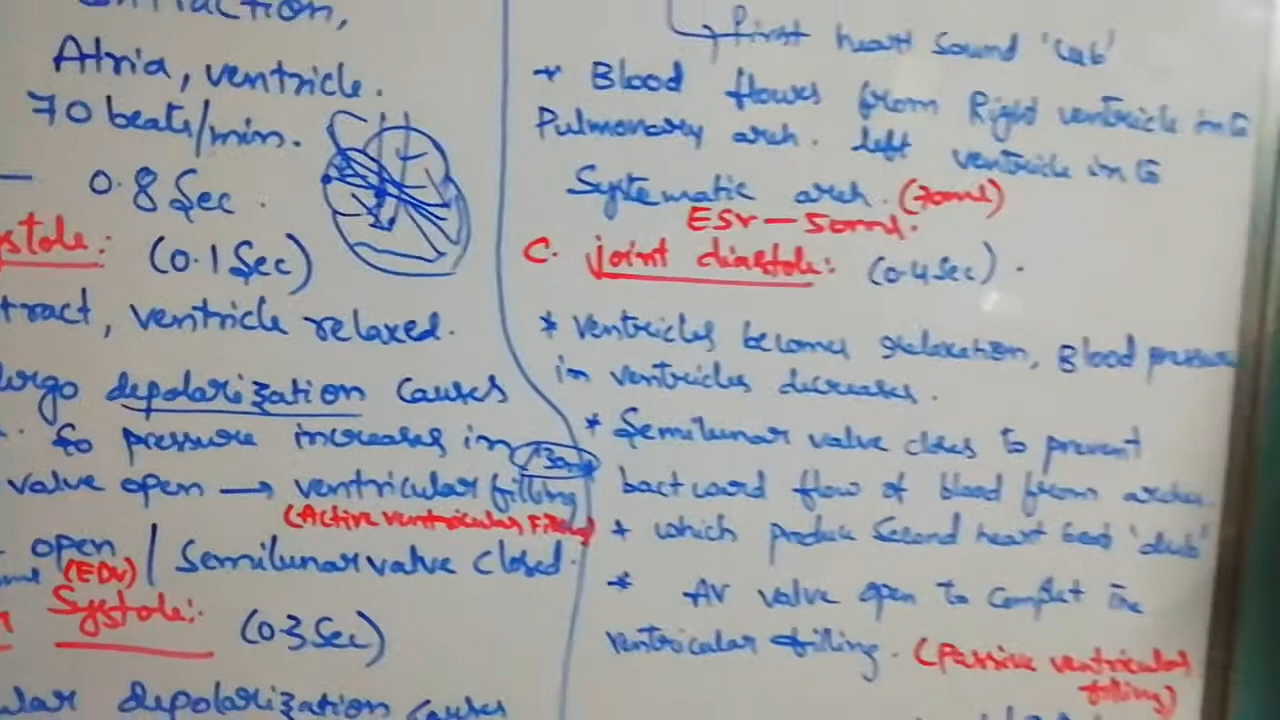 Atria, ventricle.
70 beats/min.
— 0.8 Sec.
(0.1 Sec)
tract, ventricle relaxed.
depolarization causes
So pressure increases in
130ml
valve open → ventricular filling
(Active ventricular Filling)
open / Semilunar valve closed.
(EDV)
Systole:
(0.3 Sec)
depolarization causes
First heart Sound 'lub'
* Blood flows from Right ventricle into
Pulmonary arch. left ventricle into
Systematic arch. (70ml)
ESV — 50ml.
C. joint diastole: (0.4 Sec).
* ventricles becomes relaxation, Blood pressure
in ventricles decreases.
* Semilunar valve closes to prevent
backward flow of blood from arches.
* which produce Second heart 'dub'
* AV valve open to complet the
ventricular filling. (Passive ventricular
filling)